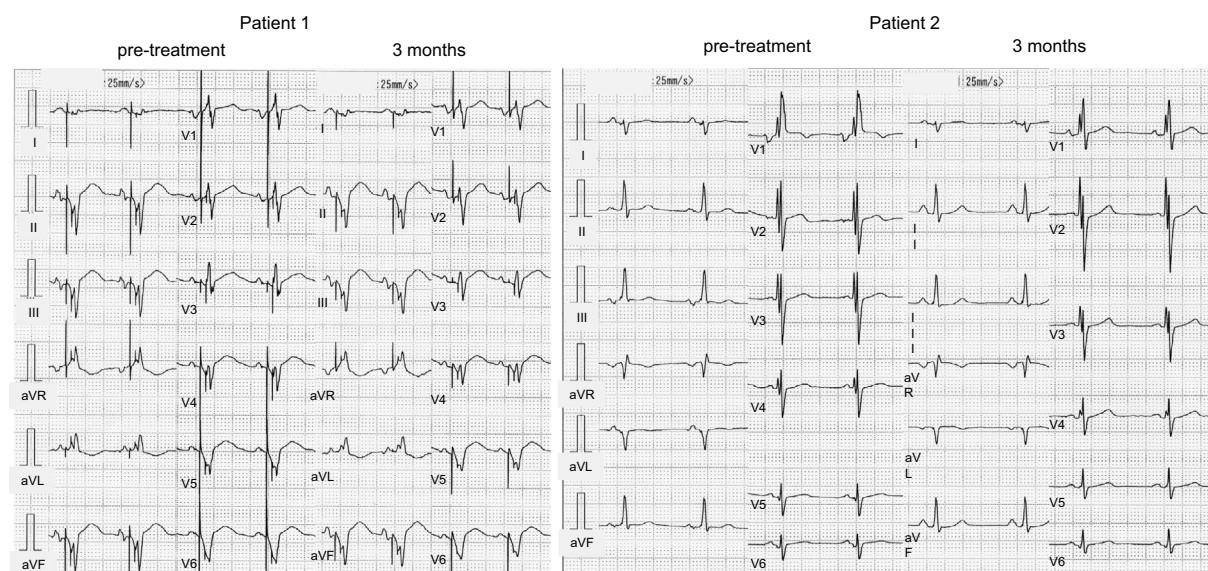 Patient 1
pre-treatment
3 months
:25mm/s>
:25mm/s>
I
II
III
aVR
aVL
aVF
V1
V2
V3
V4
V5
V6
I
II
III
aVR
aVL
aVF
V1
V2
V3
V4
V5
V6
Patient 2
pre-treatment
3 months
:25mm/s>
:25mm/s>
I
II
III
aVR
aVL
aVF
V1
V2
V3
V4
V5
V6
I
I
I
I
I
I
aV
R
aV
L
aV
F
V1
V2
V3
V4
V5
V6